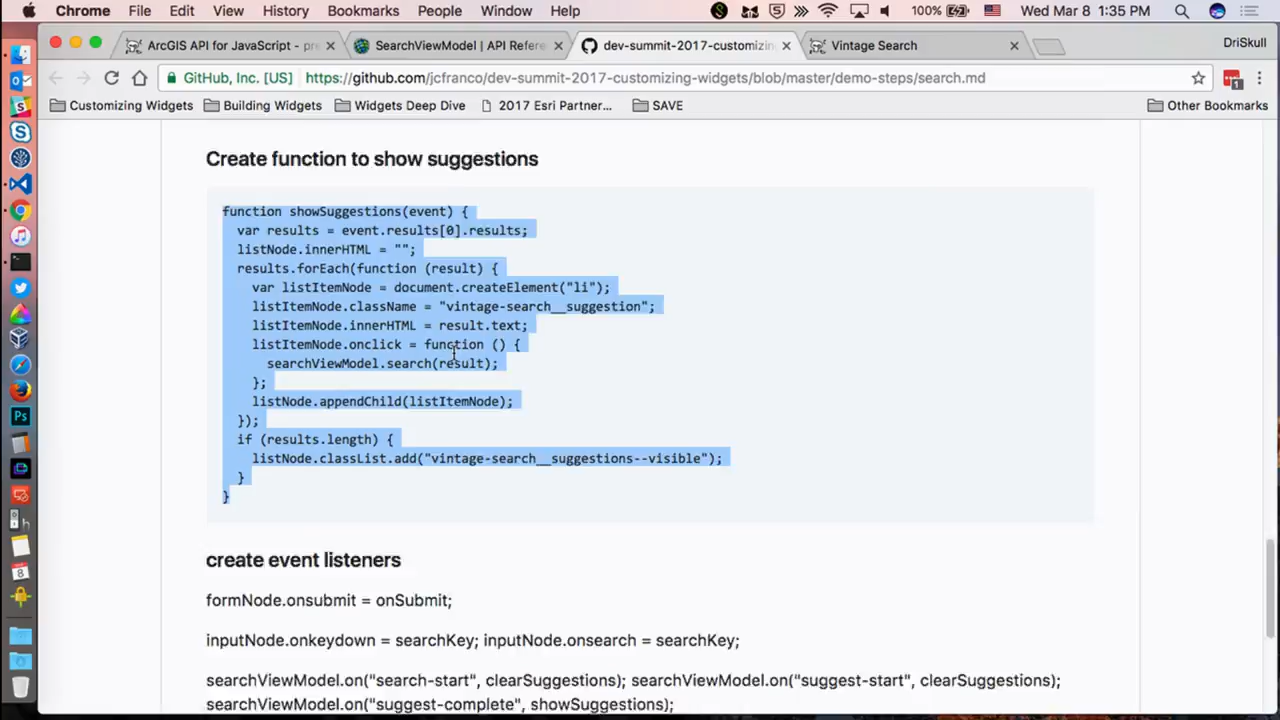 Chrome File Edit View History Bookmarks People Window Help 100% Wed Mar 8 1:35 PM
ArcGIS API for JavaScript - pre
SearchViewModel | API Refere
dev-summit-2017-customizing
Vintage Search
DriSkull
GitHub, Inc. [US] https://github.com/jcfranco/dev-summit-2017-customizing-widgets/blob/master/demo-steps/search.md
Customizing Widgets Building Widgets Widgets Deep Dive 2017 Esri Partner... SAVE Other Bookmarks
Create function to show suggestions
function showSuggestions(event) {
var results = event.results[0].results;
listNode.innerHTML = "";
results.forEach(function (result) {
var listItemNode = document.createElement("li");
listItemNode.className = "vintage-search__suggestion";
listItemNode.innerHTML = result.text;
listItemNode.onclick = function () {
searchViewModel.search(result);
};
listNode.appendChild(listItemNode);
});
if (results.length) {
listNode.classList.add("vintage-search__suggestions--visible");
}
}
create event listeners
formNode.onsubmit = onSubmit;
inputNode.onkeydown = searchKey; inputNode.onsearch = searchKey;
searchViewModel.on("search-start", clearSuggestions); searchViewModel.on("suggest-start", clearSuggestions);
searchViewModel.on("suggest-complete", showSuggestions);